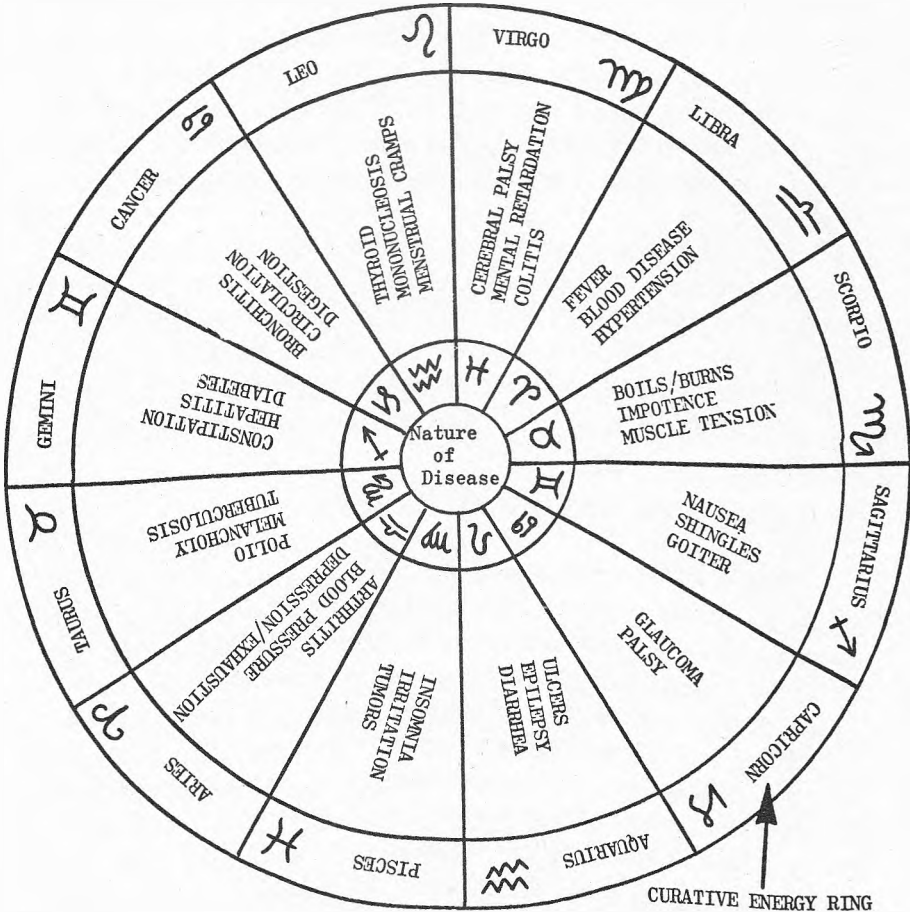 VIRGO
CEREBRAL PALSY
MENTAL RETARDATION
COLITIS
LIBRA
FEVER
BLOOD DISEASE
HYPERTENSION
SCORPIO
BOILS/BURNS
IMPOTENCE
MUSCLE TENSION
SAGITTARIUS
NAUSEA
SHINGLES
GOITER
CAPRICORN
GLAUCOMA
PALSY
AQUARIUS
ULCERS
EPILEPSY
DIARRHEA
PISCES
INSOMNIA
IRRITATION
TUMORS
ARIES
ARTHRITIS
BLOOD PRESSURE
DEPRESSION/EXHAUSTION
TAURUS
POLIO
MELANCHOLY
TUBERCULOSIS
GEMINI
CONSTIPATION
HEPATITIS
DIABETES
CANCER
BRONCHITIS
CIRCULATION
DIGESTION
LEO
THYROID
MONONUCLEOSIS
MENSTRUAL CRAMPS
Nature
of
Disease
CURATIVE ENERGY RING